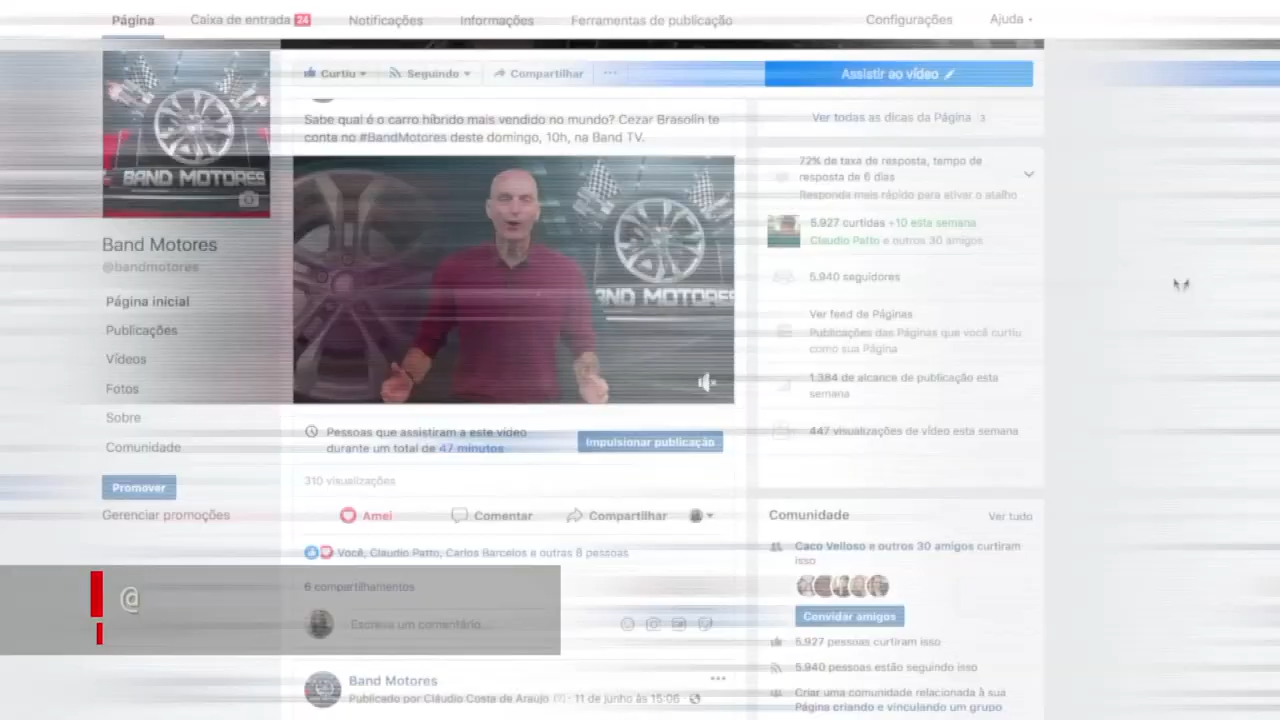 Página
Caixa de entrada 24
Notificações
Informações
Ferramentas de publicação
Configurações
Ajuda
Curtiu
Seguindo
Compartilhar
Assistir ao vídeo
BAND MOTORES
Band Motores
@bandmotores
Página inicial
Publicações
Vídeos
Fotos
Sobre
Comunidade
Promover
Gerenciar promoções
Sabe qual é o carro híbrido mais vendido no mundo? Cezar Brasolin te
conta no #BandMotores deste domingo, 10h, na Band TV.
AND MOTORES
Pessoas que assistiram a este vídeo
durante um total de 47 minutos
Impulsionar publicação
310 visualizações
Amei
Comentar
Compartilhar
Você, Claudio Patto, Carlos Barcelos e outras 8 pessoas
6 compartilhamentos
Escreva um comentário...
@
Band Motores
Publicado por Cláudio Costa de Araujo [?] · 11 de junho às 15:06 ·
Ver todas as dicas da Página 3
72% de taxa de resposta, tempo de
resposta de 6 dias
Responda mais rápido para ativar o atalho
5.927 curtidas +10 esta semana
Claudio Patto e outros 30 amigos
5.940 seguidores
Ver feed de Páginas
Publicações das Páginas que você curtiu
como sua Página
1.384 de alcance de publicação esta
semana
447 visualizações de vídeo esta semana
Comunidade
Ver tudo
Caco Velloso e outros 30 amigos curtiram
isso
Convidar amigos
5.927 pessoas curtiram isso
5.940 pessoas estão seguindo isso
Criar uma comunidade relacionada à sua
Página criando e vinculando um grupo